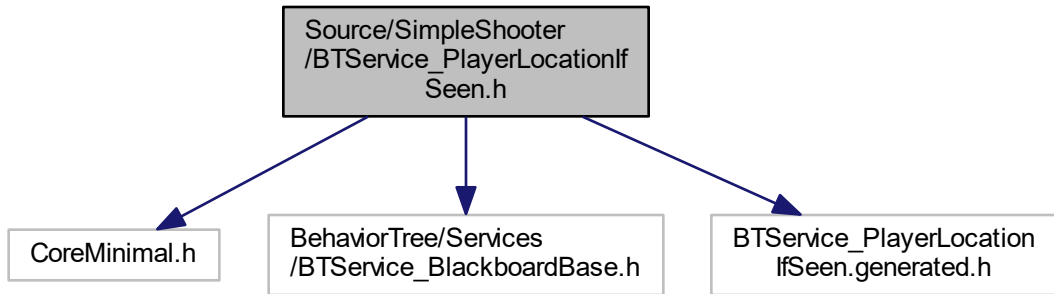 Source/SimpleShooter
/BTService_PlayerLocationIf
Seen.h
CoreMinimal.h
BehaviorTree/Services
/BTService_BlackboardBase.h
BTService_PlayerLocation
IfSeen.generated.h